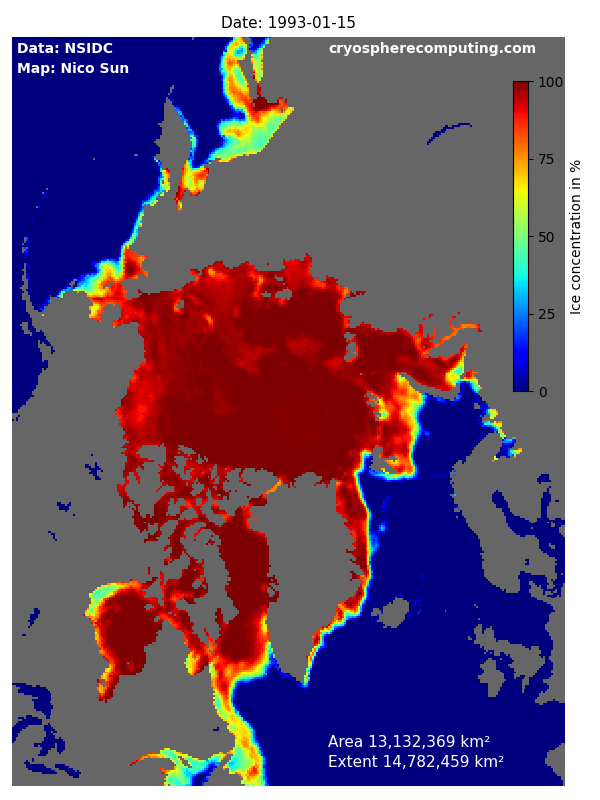 Date: 1993-01-15
Data: NSIDC
Map: Nico Sun
cryospherecomputing.com
100
75
50
25
0
Ice concentration in %
Area 13,132,369 km²
Extent 14,782,459 km²